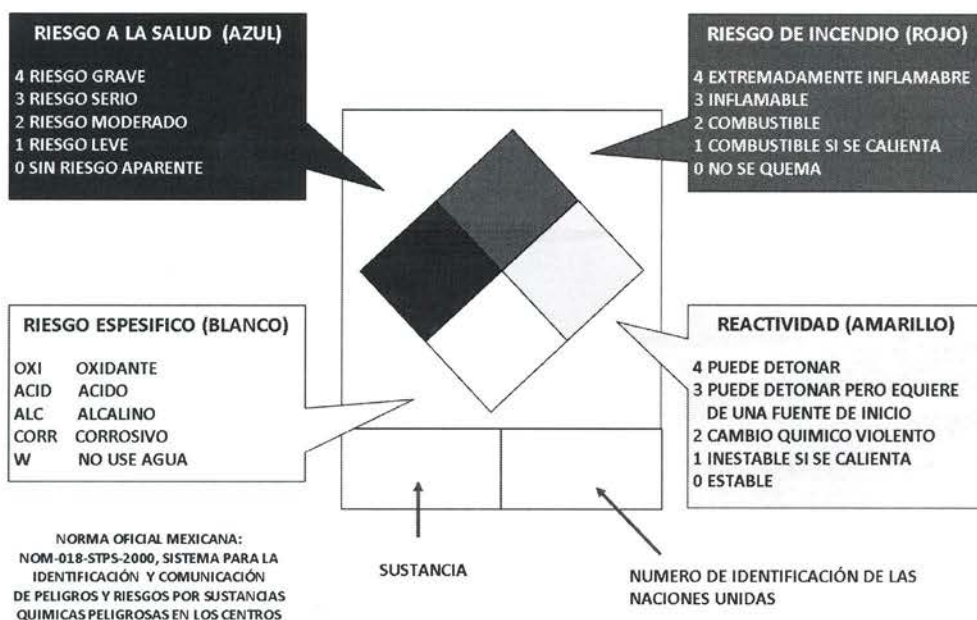 RIESGO A LA SALUD (AZUL)
4 RIESGO GRAVE
3 RIESGO SERIO
2 RIESGO MODERADO
1 RIESGO LEVE
0 SIN RIESGO APARENTE
RIESGO DE INCENDIO (ROJO)
4 EXTREMADAMENTE INFLAMABRE
3 INFLAMABLE
2 COMBUSTIBLE
1 COMBUSTIBLE SI SE CALIENTA
0 NO SE QUEMA
RIESGO ESPESIFICO (BLANCO)
OXI OXIDANTE
ACID ACIDO
ALC ALCALINO
CORR CORROSIVO
W NO USE AGUA
REACTIVIDAD (AMARILLO)
4 PUEDE DETONAR
3 PUEDE DETONAR PERO EQUIERE
DE UNA FUENTE DE INICIO
2 CAMBIO QUIMICO VIOLENTO
1 INESTABLE SI SE CALIENTA
0 ESTABLE
NORMA OFICIAL MEXICANA:
NOM-018-STPS-2000, SISTEMA PARA LA
IDENTIFICACIÓN Y COMUNICACIÓN
DE PELIGROS Y RIESGOS POR SUSTANCIAS
QUIMICAS PELIGROSAS EN LOS CENTROS
SUSTANCIA
NUMERO DE IDENTIFICACIÓN DE LAS
NACIONES UNIDAS